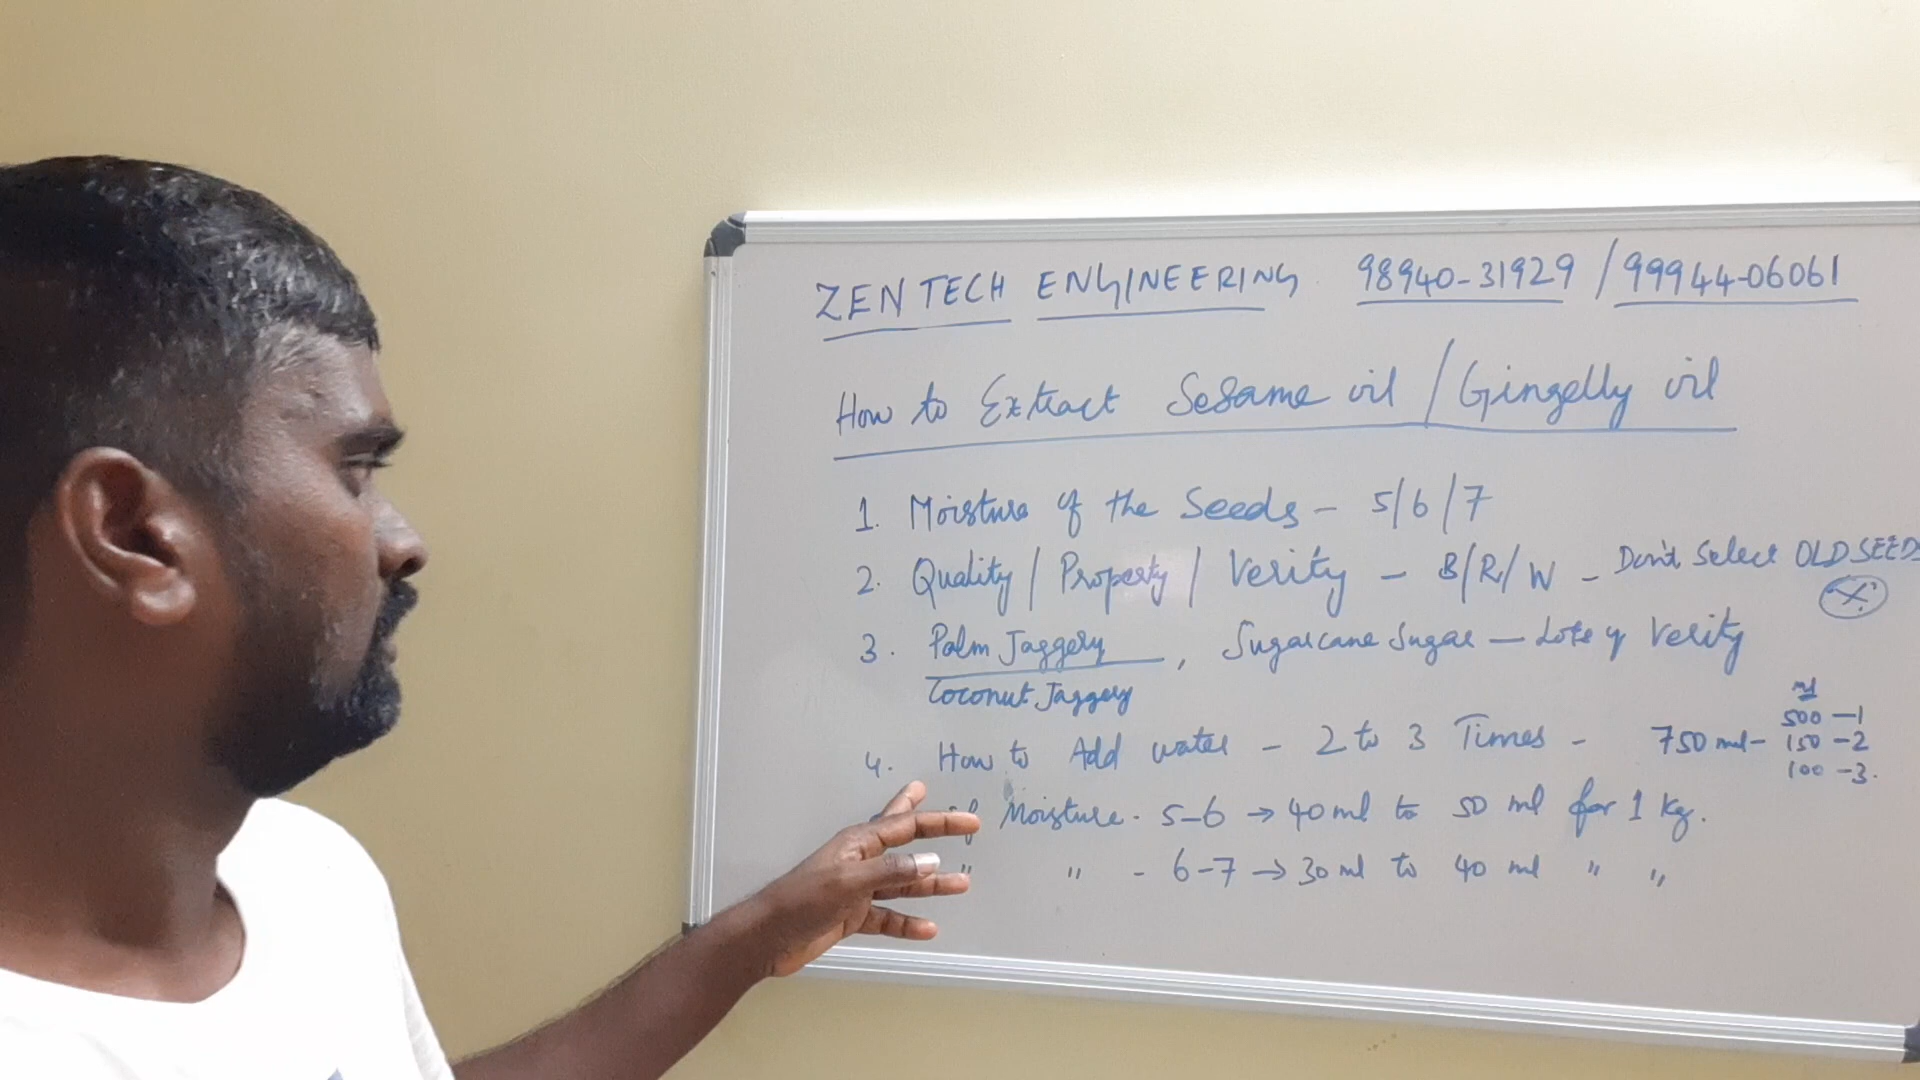 ZEN TECH ENGINEERING 98940-31929 / 99944-06061
How to Extract Sesame oil / Gingelly oil
1. Moisture of the Seeds - 5/6/7
2. Quality / Property / Verity - B/R/W - Don't Select OLD SEEDS
X
3. Palm Jaggery, Sugarcane Sugar - Lots of Verity
Coconut Jaggery
4. How to Add water - 2 to 3 Times - 750 ml -
ml
500 - 1
150 - 2
100 - 3.
if Moisture - 5-6 → 40 ml to 50 ml for 1 kg.
" " - 6-7 → 30 ml to 40 ml " "